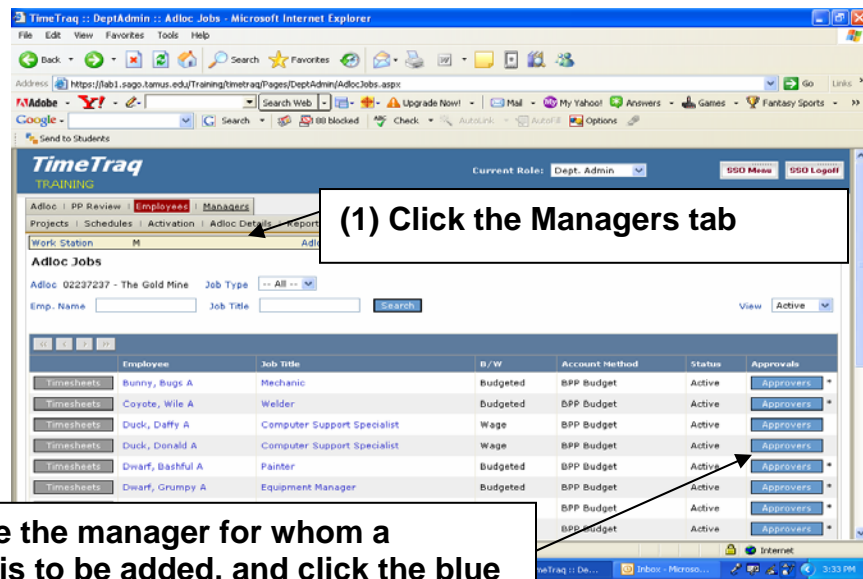 TimeTraq :: DeptAdmin :: Adloc Jobs - Microsoft Internet Explorer
File Edit View Favorites Tools Help
Back Search Favorites
Address https://lab1.sago.tamus.edu/Training/timetraq/Pages/DeptAdmin/AdlocJobs.aspx Go Links
Adobe - Y! Search Web Upgrade Now! Mail My Yahoo! Answers Games Fantasy Sports
Google - Search blocked Check AutoLink AutoFill Options
Send to Students
TimeTraq
TRAINING
Current Role: Dept. Admin SSO Menu SSO Logoff
Adloc | PP Review | Employees | Managers
Projects | Schedules | Activation | Adloc Details | Report
(1) Click the Managers tab
Work Station M
Adloc Jobs
Adloc 02237237 - The Gold Mine Job Type -- All --
Emp. Name Job Title Search View Active
Employee Job Title B/W Account Method Status Approvals
Timesheets Bunny, Bugs A Mechanic Budgeted BPP Budget Active Approvers *
Timesheets Coyote, Wile A Welder Budgeted BPP Budget Active Approvers *
Timesheets Duck, Daffy A Computer Support Specialist Wage BPP Budget Active Approvers
Timesheets Duck, Donald A Computer Support Specialist Wage BPP Budget Active Approvers
Timesheets Dwarf, Bashful A Painter Budgeted BPP Budget Active Approvers *
Timesheets Dwarf, Grumpy A Equipment Manager Budgeted BPP Budget Active Approvers *
BPP Budget Active Approvers *
BPP Budget Active Approvers *
e the manager for whom a
is to be added, and click the blue
Internet
meTraq :: De... Inbox - Microso... 3:33 PM